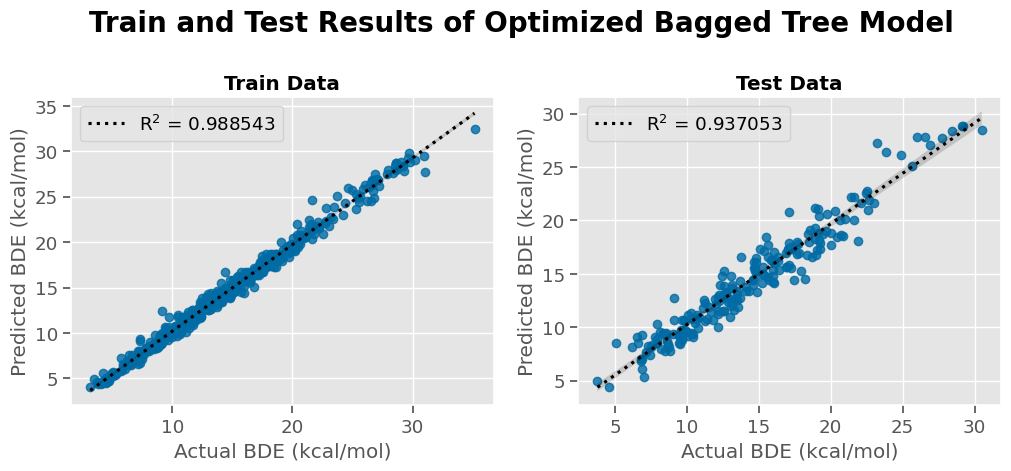 Train and Test Results of Optimized Bagged Tree Model
Train Data
R² = 0.988543
Predicted BDE (kcal/mol)
35
30
25
20
15
10
5
10
20
30
Actual BDE (kcal/mol)
Test Data
R² = 0.937053
Predicted BDE (kcal/mol)
30
25
20
15
10
5
5
10
15
20
25
30
Actual BDE (kcal/mol)